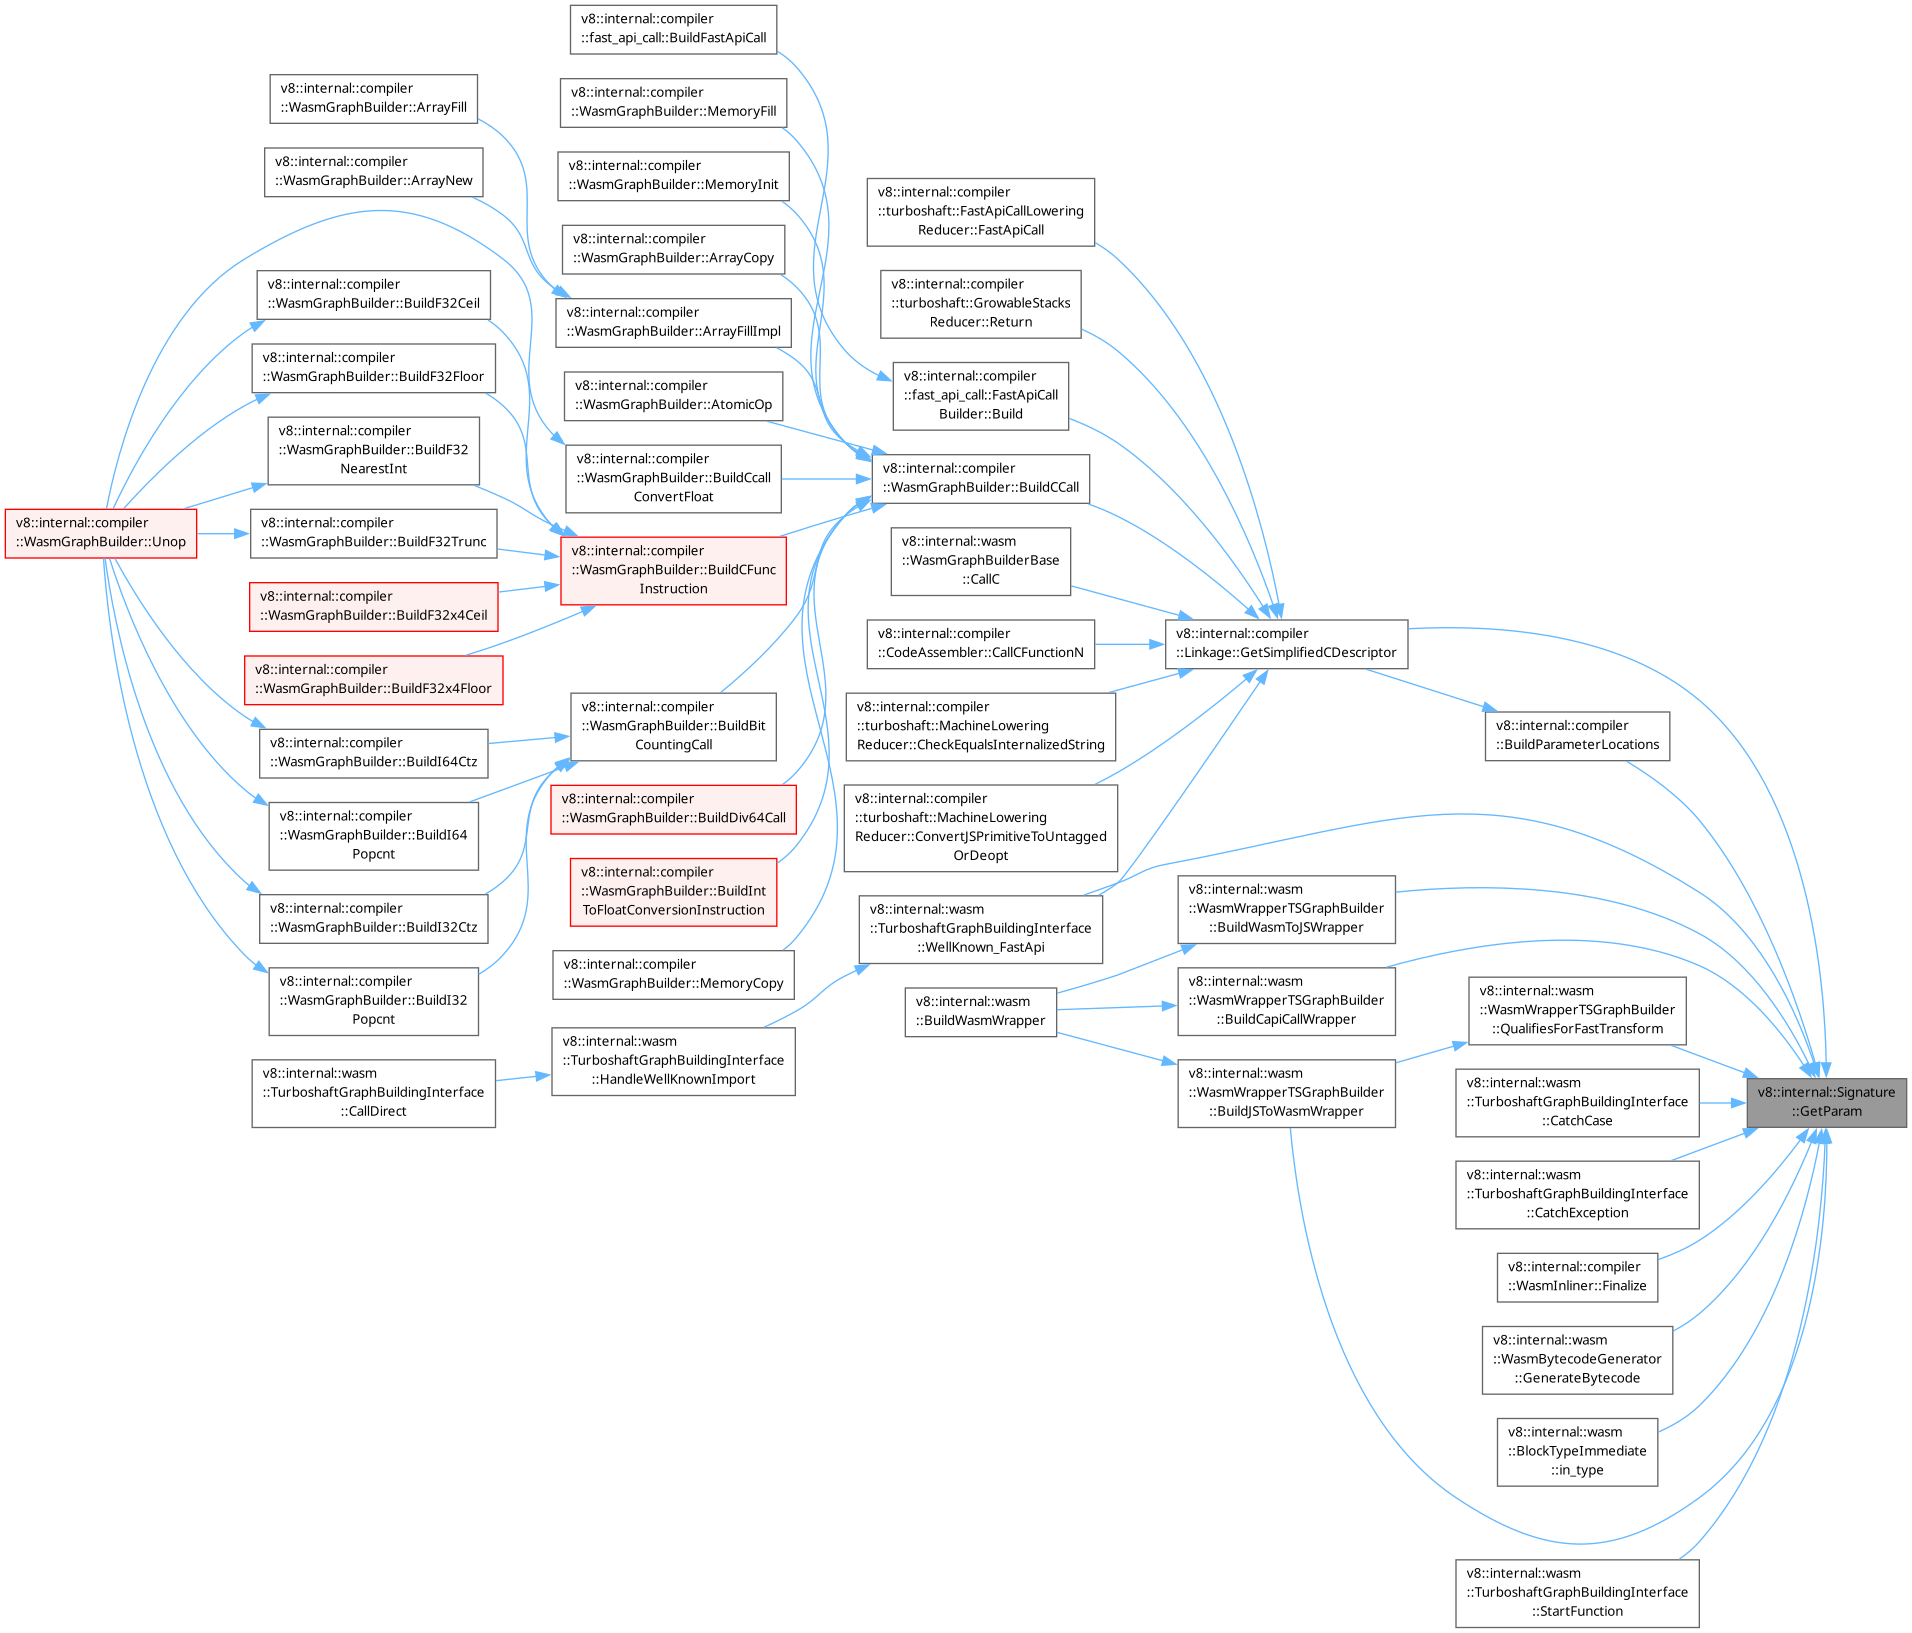 v8::internal::compiler
::fast_api_call::BuildFastApiCall
v8::internal::compiler
::WasmGraphBuilder::ArrayFill
v8::internal::compiler
::WasmGraphBuilder::MemoryFill
v8::internal::compiler
::WasmGraphBuilder::ArrayNew
v8::internal::compiler
::WasmGraphBuilder::MemoryInit
v8::internal::compiler
::turboshaft::FastApiCallLowering
Reducer::FastApiCall
v8::internal::compiler
::WasmGraphBuilder::ArrayCopy
v8::internal::compiler
::WasmGraphBuilder::BuildF32Ceil
v8::internal::compiler
::turboshaft::GrowableStacks
Reducer::Return
v8::internal::compiler
::WasmGraphBuilder::ArrayFillImpl
v8::internal::compiler
::WasmGraphBuilder::BuildF32Floor
v8::internal::compiler
::fast_api_call::FastApiCall
Builder::Build
v8::internal::compiler
::WasmGraphBuilder::AtomicOp
v8::internal::compiler
::WasmGraphBuilder::BuildF32
NearestInt
v8::internal::compiler
::WasmGraphBuilder::BuildCcall
ConvertFloat
v8::internal::compiler
::WasmGraphBuilder::BuildCCall
v8::internal::compiler
::WasmGraphBuilder::Unop
v8::internal::compiler
::WasmGraphBuilder::BuildF32Trunc
v8::internal::compiler
::WasmGraphBuilder::BuildCFunc
Instruction
v8::internal::wasm
::WasmGraphBuilderBase
::CallC
v8::internal::compiler
::WasmGraphBuilder::BuildF32x4Ceil
v8::internal::compiler
::CodeAssembler::CallCFunctionN
v8::internal::compiler
::Linkage::GetSimplifiedCDescriptor
v8::internal::compiler
::WasmGraphBuilder::BuildF32x4Floor
v8::internal::compiler
::WasmGraphBuilder::BuildBit
CountingCall
v8::internal::compiler
::turboshaft::MachineLowering
Reducer::CheckEqualsInternalizedString
v8::internal::compiler
::BuildParameterLocations
v8::internal::compiler
::WasmGraphBuilder::BuildI64Ctz
v8::internal::compiler
::WasmGraphBuilder::BuildDiv64Call
v8::internal::compiler
::turboshaft::MachineLowering
Reducer::ConvertJSPrimitiveToUntagged
OrDeopt
v8::internal::compiler
::WasmGraphBuilder::BuildI64
Popcnt
v8::internal::compiler
::WasmGraphBuilder::BuildInt
ToFloatConversionInstruction
v8::internal::wasm
::WasmWrapperTSGraphBuilder
::BuildWasmToJSWrapper
v8::internal::compiler
::WasmGraphBuilder::BuildI32Ctz
v8::internal::wasm
::TurboshaftGraphBuildingInterface
::WellKnown_FastApi
v8::internal::compiler
::WasmGraphBuilder::MemoryCopy
v8::internal::compiler
::WasmGraphBuilder::BuildI32
Popcnt
v8::internal::wasm
::BuildWasmWrapper
v8::internal::wasm
::WasmWrapperTSGraphBuilder
::BuildCapiCallWrapper
v8::internal::wasm
::WasmWrapperTSGraphBuilder
::QualifiesForFastTransform
v8::internal::wasm
::TurboshaftGraphBuildingInterface
::HandleWellKnownImport
v8::internal::wasm
::TurboshaftGraphBuildingInterface
::CallDirect
v8::internal::wasm
::WasmWrapperTSGraphBuilder
::BuildJSToWasmWrapper
v8::internal::wasm
::TurboshaftGraphBuildingInterface
::CatchCase
v8::internal::Signature
::GetParam
v8::internal::wasm
::TurboshaftGraphBuildingInterface
::CatchException
v8::internal::compiler
::WasmInliner::Finalize
v8::internal::wasm
::WasmBytecodeGenerator
::GenerateBytecode
v8::internal::wasm
::BlockTypeImmediate
::in_type
v8::internal::wasm
::TurboshaftGraphBuildingInterface
::StartFunction